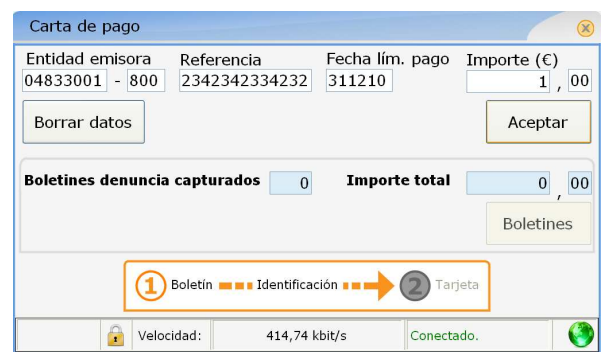 Carta de pago
Entidad emisora Referencia Fecha lím. pago Importe (€)
04833001 - 800 2342342334232 311210 1 , 00
Borrar datos Aceptar
Boletines denuncia capturados 0 Importe total 0 , 00
Boletines
1 Boletín Identificación 2 Tarjeta
Velocidad: 414,74 kbit/s Conectado.